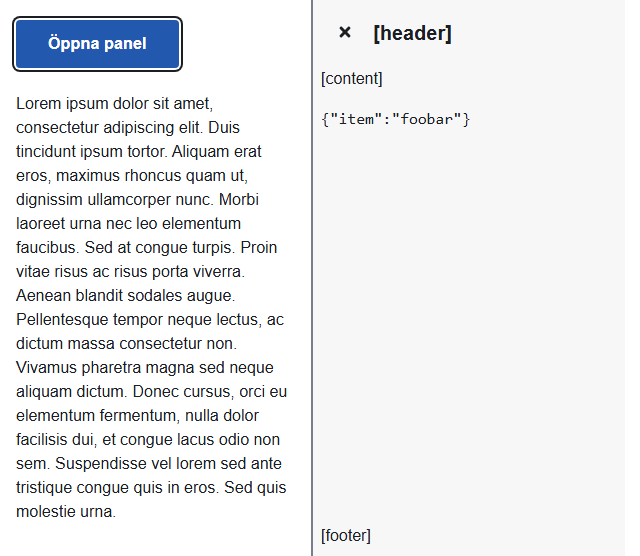 Öppna panel
Lorem ipsum dolor sit amet,
consectetur adipiscing elit. Duis
tincidunt ipsum tortor. Aliquam erat
eros, maximus rhoncus quam ut,
dignissim ullamcorper nunc. Morbi
laoreet urna nec leo elementum
faucibus. Sed at congue turpis. Proin
vitae risus ac risus porta viverra.
Aenean blandit sodales augue.
Pellentesque tempor neque lectus, ac
dictum massa consectetur non.
Vivamus pharetra magna sed neque
aliquam dictum. Donec cursus, orci eu
elementum fermentum, nulla dolor
facilisis dui, et congue lacus odio non
sem. Suspendisse vel lorem sed ante
tristique congue quis in eros. Sed quis
molestie urna.
[header]
[content]
{"item":"foobar"}
[footer]